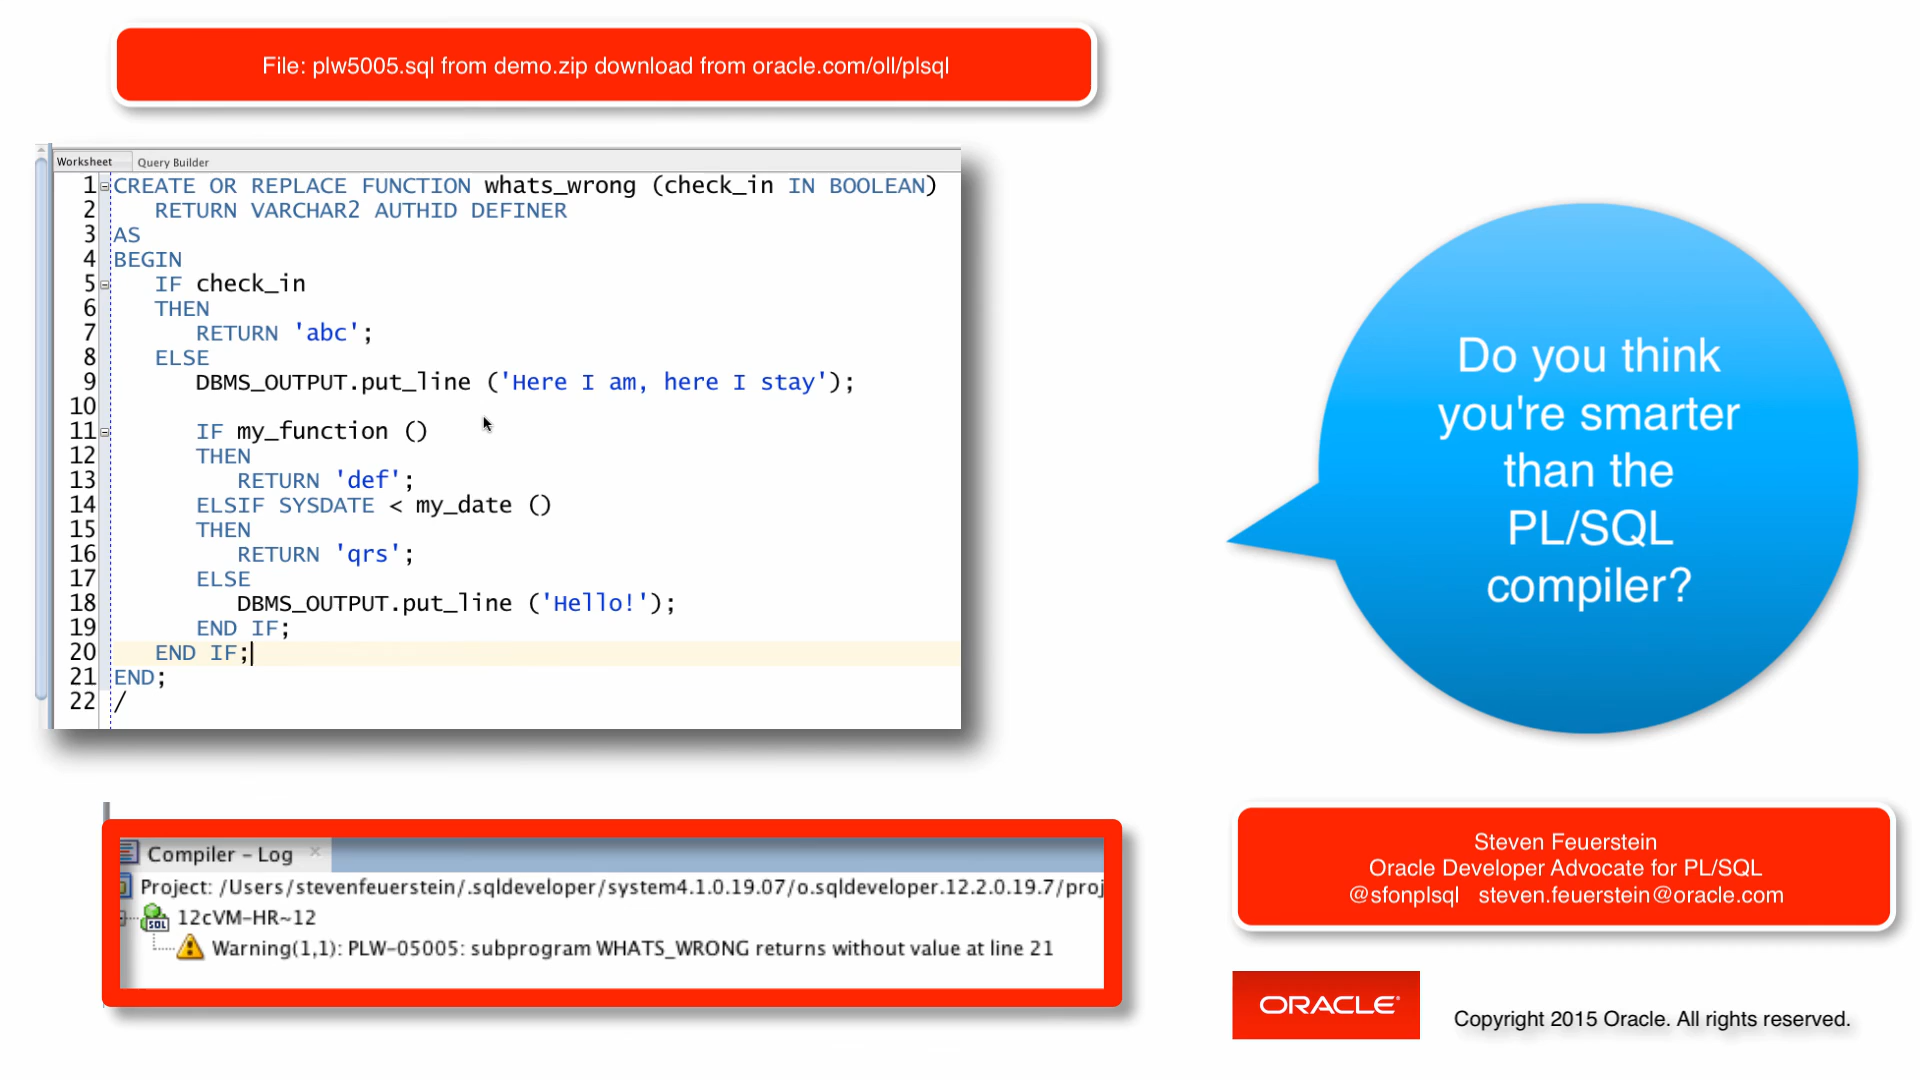 File: plw5005.sql from demo.zip download from oracle.com/oll/plsql
Worksheet Query Builder
1 CREATE OR REPLACE FUNCTION whats_wrong (check_in IN BOOLEAN)
2    RETURN VARCHAR2 AUTHID DEFINER
3 AS
4 BEGIN
5    IF check_in
6    THEN
7       RETURN 'abc';
8    ELSE
9       DBMS_OUTPUT.put_line ('Here I am, here I stay');
10
11       IF my_function ()
12       THEN
13          RETURN 'def';
14       ELSIF SYSDATE < my_date ()
15       THEN
16          RETURN 'qrs';
17       ELSE
18          DBMS_OUTPUT.put_line ('Hello!');
19       END IF;
20    END IF;
21 END;
22 /
Do you think
you're smarter
than the
PL/SQL
compiler?
Compiler – Log
Project: /Users/stevenfeuerstein/.sqldeveloper/system4.1.0.19.07/o.sqldeveloper.12.2.0.19.7/proj
SQL 12cVM-HR~12
Warning(1,1): PLW-05005: subprogram WHATS_WRONG returns without value at line 21
Steven Feuerstein
Oracle Developer Advocate for PL/SQL
@sfonplsql steven.feuerstein@oracle.com
ORACLE®
Copyright 2015 Oracle. All rights reserved.